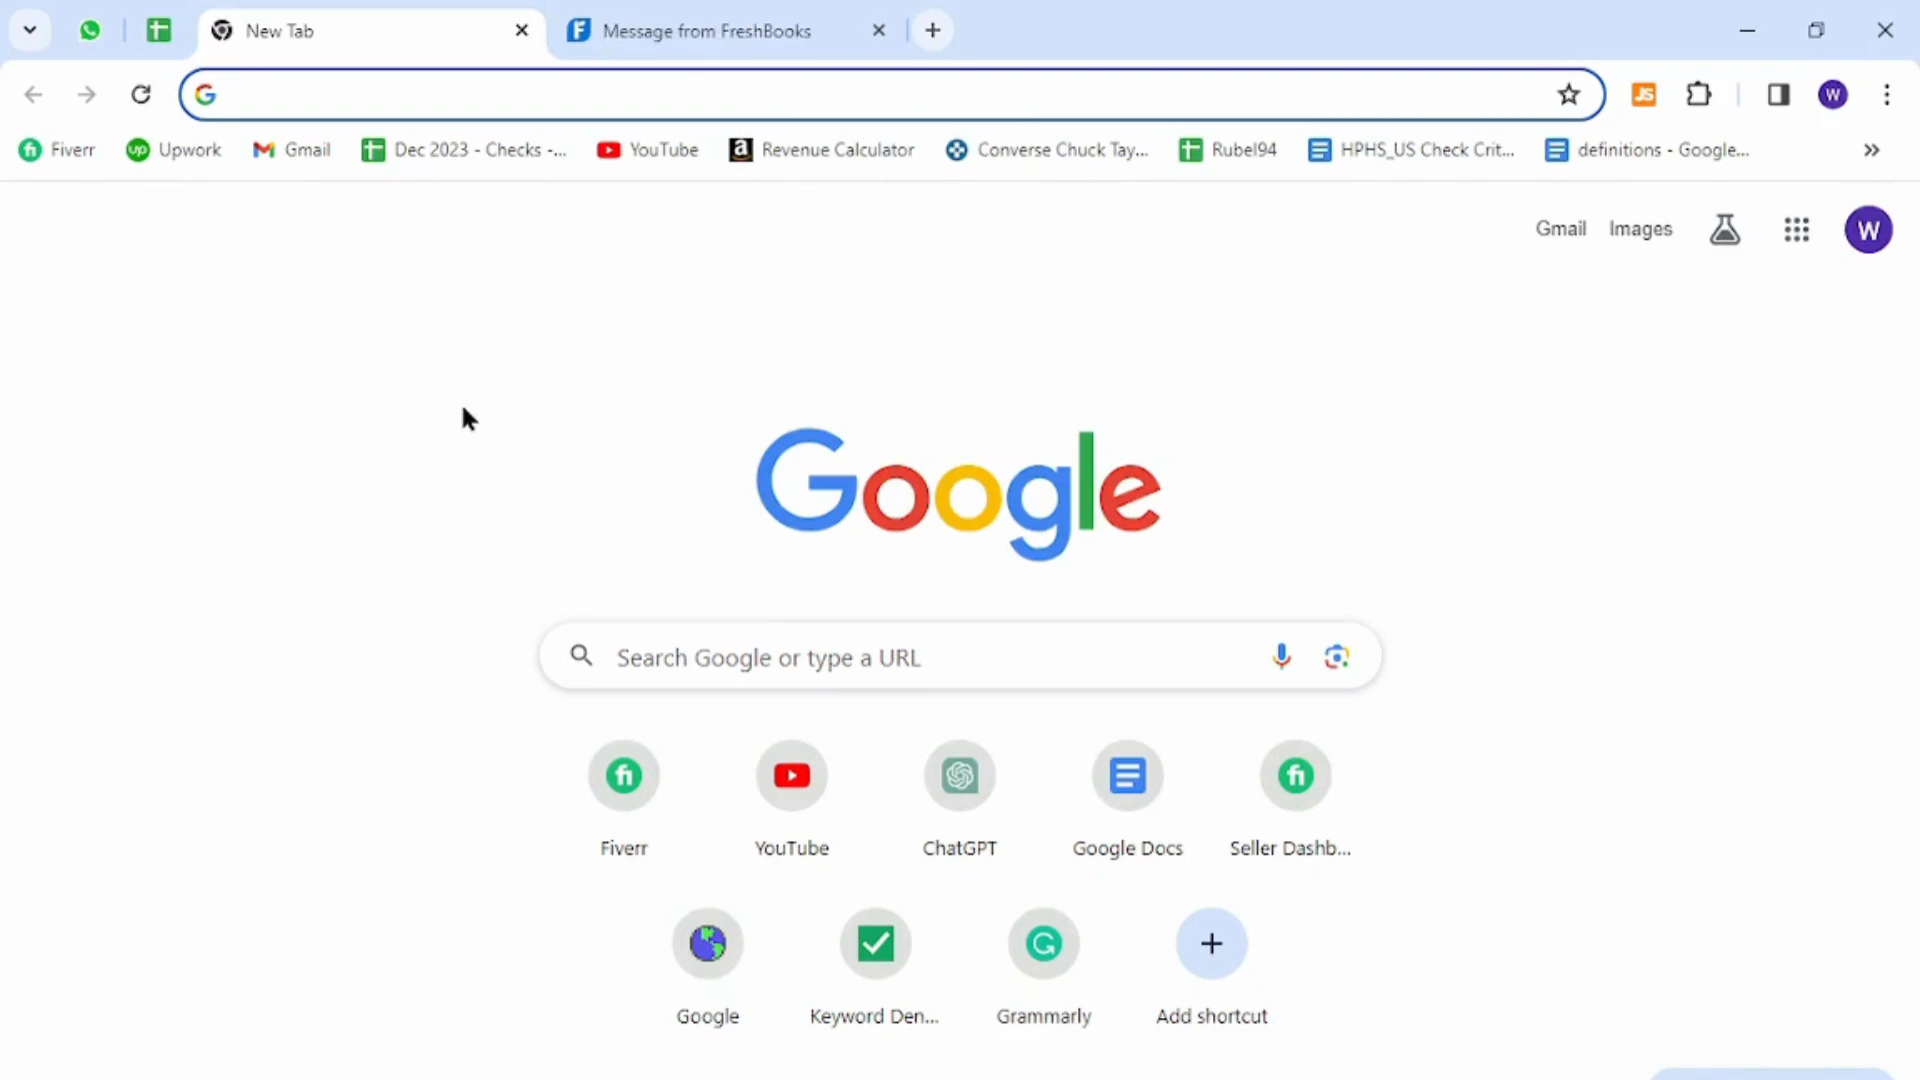 New Tab
Message from FreshBooks
Fiverr
Upwork
Gmail
Dec 2023 - Checks -...
YouTube
Revenue Calculator
Converse Chuck Tay...
Rubel94
HPHS_US Check Crit...
definitions - Google...
JS
W
Gmail
Images
W
Google
Search Google or type a URL
Fiverr
YouTube
ChatGPT
Google Docs
Seller Dashb...
Google
Keyword Den...
Grammarly
Add shortcut